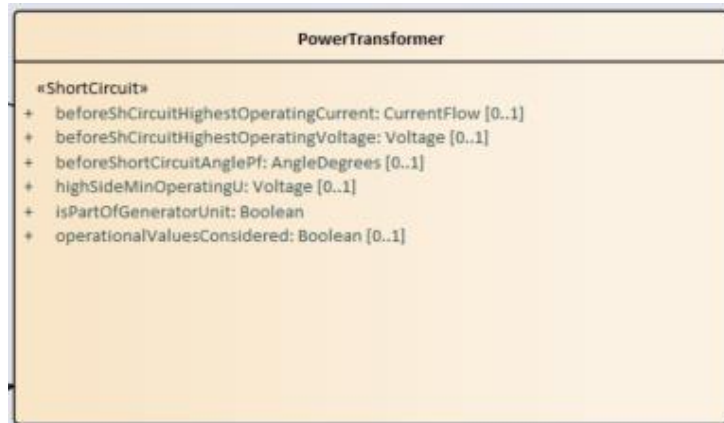 PowerTransformer
«ShortCircuit»
+ beforeShCircuitHighestOperatingCurrent: CurrentFlow [0..1]
+ beforeShCircuitHighestOperatingVoltage: Voltage [0..1]
+ beforeShortCircuitAnglePf: AngleDegrees [0..1]
+ highSideMinOperatingU: Voltage [0..1]
+ isPartOfGeneratorUnit: Boolean
+ operationalValuesConsidered: Boolean [0..1]